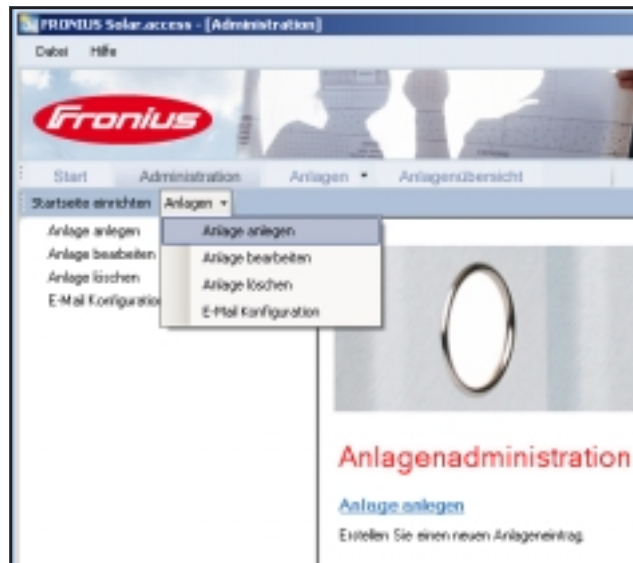 FRONIUS Solar.access - [Administration]
Datei Hilfe
Fronius
Start Administration Anlagen Anlagenübersicht
Startseite einrichten Anlagen
Anlage anlegen
Anlage bearbeiten
Anlage löschen
E-Mail Konfiguration
Anlage anlegen
Anlage bearbeiten
Anlage löschen
E-Mail Konfiguration
Anlagenadministration
Anlage anlegen
Erstellen Sie einen neuen Anlageneintrag.